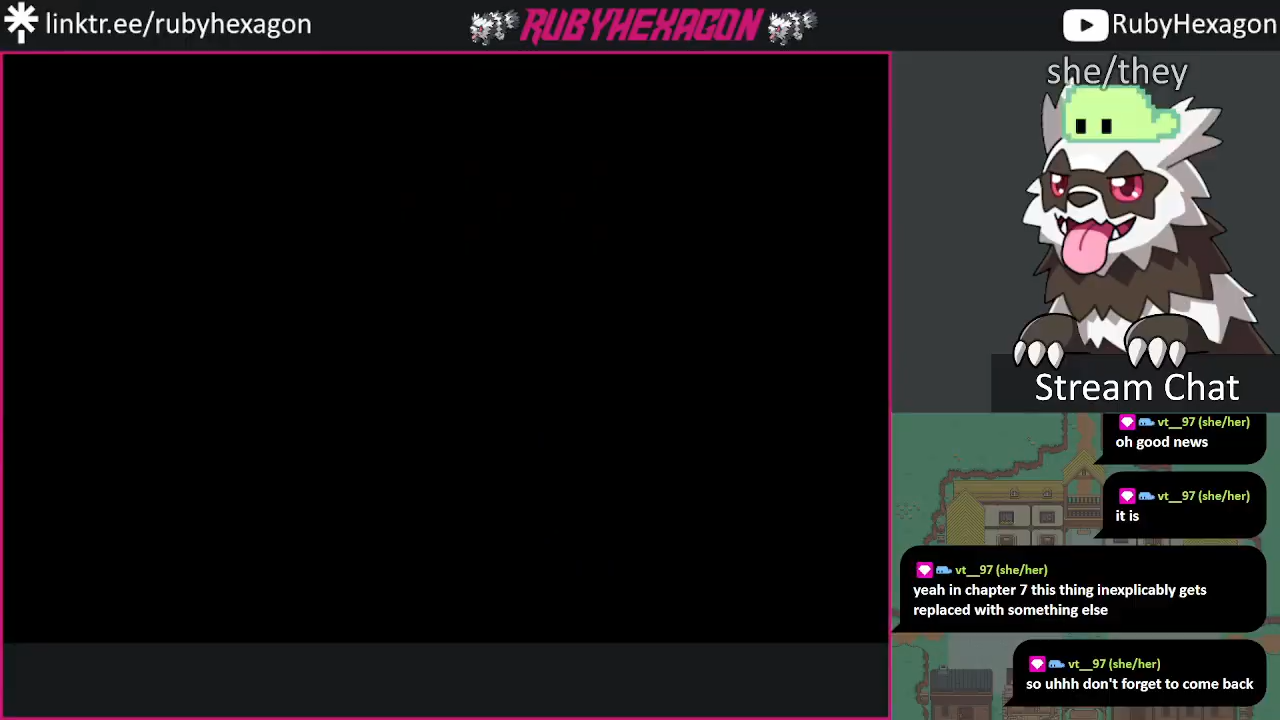 linktr.ee/rubyhexagon
RUBYHEXAGON
RubyHexagon
she/they
Stream Chat
vt__97 (she/her)
oh good news
vt__97 (she/her)
it is
vt__97 (she/her)
yeah in chapter 7 this thing inexplicably gets
replaced with something else
vt__97 (she/her)
so uhhh don't forget to come back